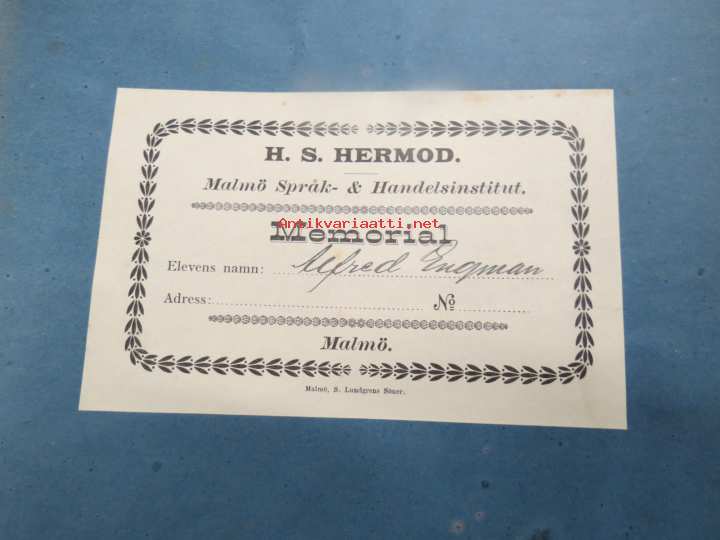 H. S. HERMOD.
Malmö Språk- & Handelsinstitut.
Antikvariaatti.net
Memorial
Elevens namn: Alfred Engman
Adress: No
Malmö.
Malmö, S. Lundgrens Söner.